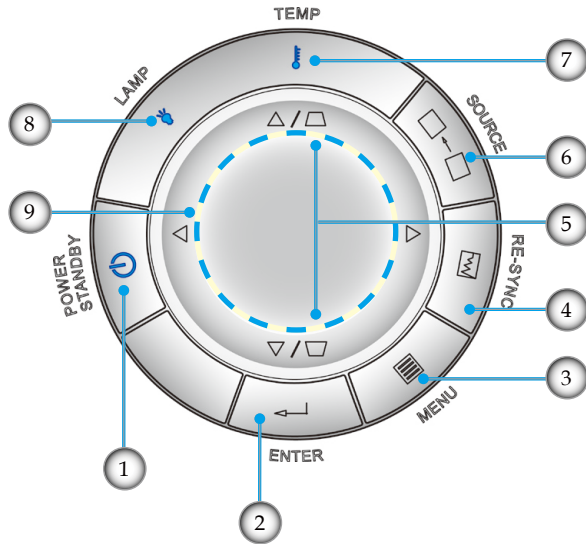 TEMP
7
LAMP
8
SOURCE
6
9
5
POWER
STANDBY
RE-SYNC
4
3
MENU
ENTER
1
2